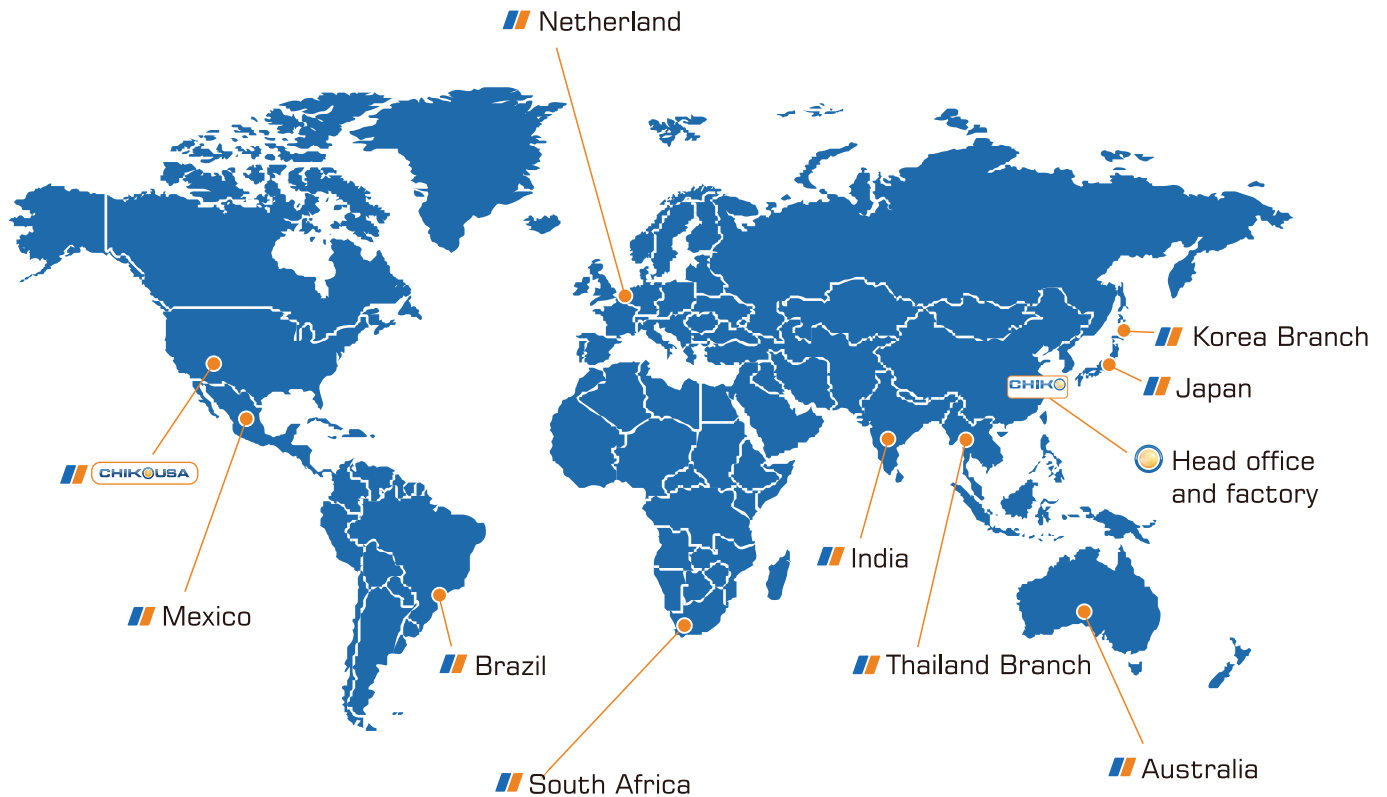 Netherland
Korea Branch
Japan
CHIKO
Head office
and factory
CHIKOUSA
India
Mexico
Brazil
Thailand Branch
South Africa
Australia